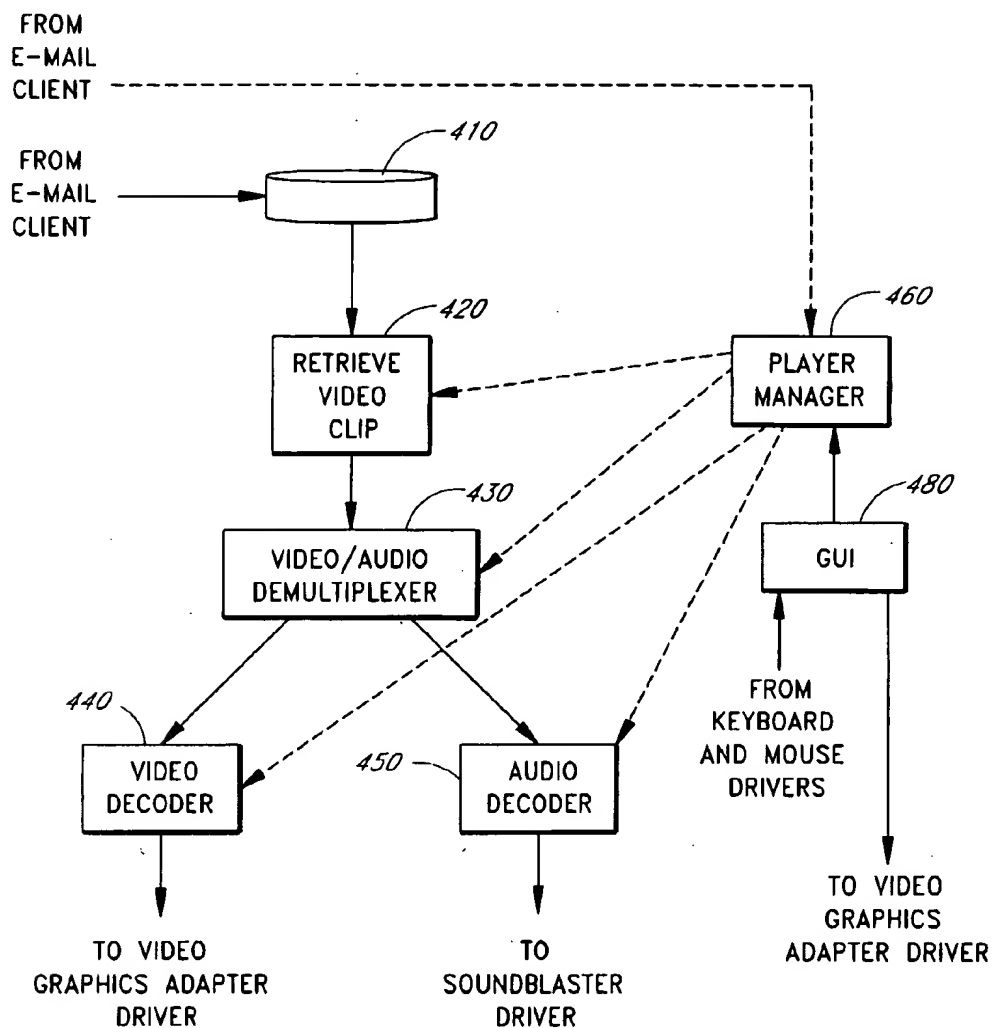 FROM
E-MAIL
CLIENT
410
FROM
E-MAIL
CLIENT
420
460
RETRIEVE
VIDEO
CLIP
PLAYER
MANAGER
430
480
VIDEO/AUDIO
DEMULTIPLEXER
GUI
440
FROM
KEYBOARD
AND MOUSE
DRIVERS
VIDEO
DECODER
450
AUDIO
DECODER
TO VIDEO
GRAPHICS ADAPTER
DRIVER
TO
SOUNDBLASTER
DRIVER
TO VIDEO
GRAPHICS
ADAPTER DRIVER